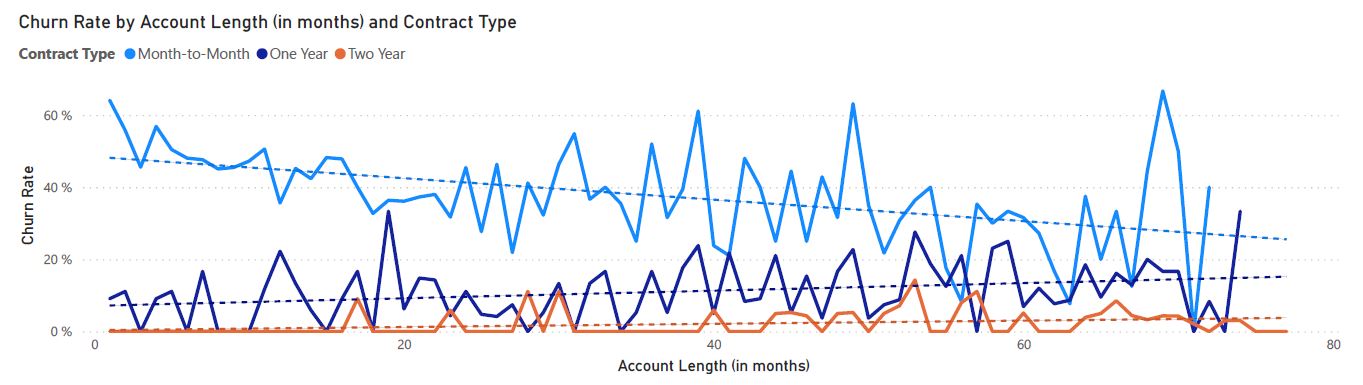 Churn Rate by Account Length (in months) and Contract Type
Contract Type Month-to-Month One Year Two Year
60 %
40 %
20 %
0 %
Churn Rate
0 20 40 60 80
Account Length (in months)